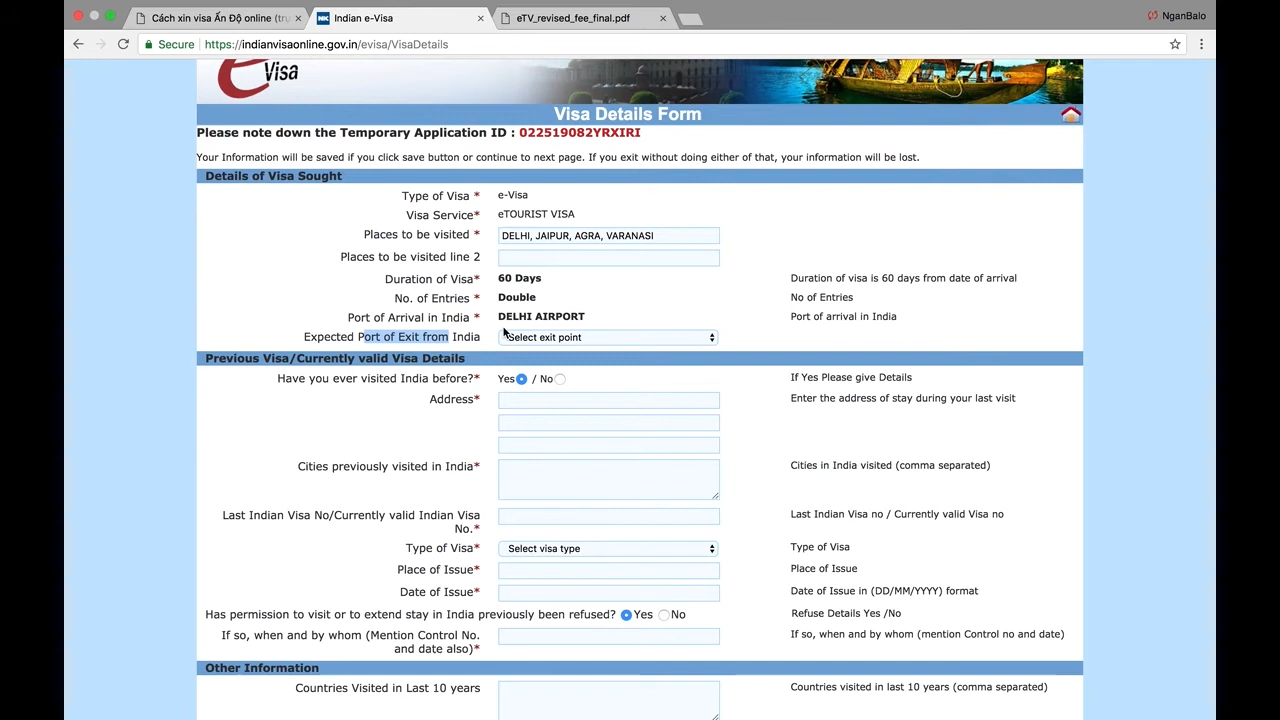 Cách xin visa Ấn Độ online (trự
Indian e-Visa
eTV_revised_fee_final.pdf
NganBalo
Secure
https://indianvisaonline.gov.in/evisa/VisaDetails
e Visa
Visa Details Form
Please note down the Temporary Application ID : 022519082YRXIRI
Your Information will be saved if you click save button or continue to next page. If you exit without doing either of that, your information will be lost.
Details of Visa Sought
Type of Visa * e-Visa
Visa Service* eTOURIST VISA
Places to be visited * DELHI, JAIPUR, AGRA, VARANASI
Places to be visited line 2
Duration of Visa* 60 Days Duration of visa is 60 days from date of arrival
No. of Entries * Double No of Entries
Port of Arrival in India * DELHI AIRPORT Port of arrival in India
Expected Port of Exit from India Select exit point
Previous Visa/Currently valid Visa Details
Have you ever visited India before?* Yes / No If Yes Please give Details
Address* Enter the address of stay during your last visit
Cities previously visited in India* Cities in India visited (comma separated)
Last Indian Visa No/Currently valid Indian Visa No.* Last Indian Visa no / Currently valid Visa no
Type of Visa* Select visa type Type of Visa
Place of Issue* Place of Issue
Date of Issue* Date of Issue in (DD/MM/YYYY) format
Has permission to visit or to extend stay in India previously been refused? Yes No Refuse Details Yes /No
If so, when and by whom (Mention Control No. and date also)* If so, when and by whom (mention Control no and date)
Other Information
Countries Visited in Last 10 years Countries visited in last 10 years (comma separated)